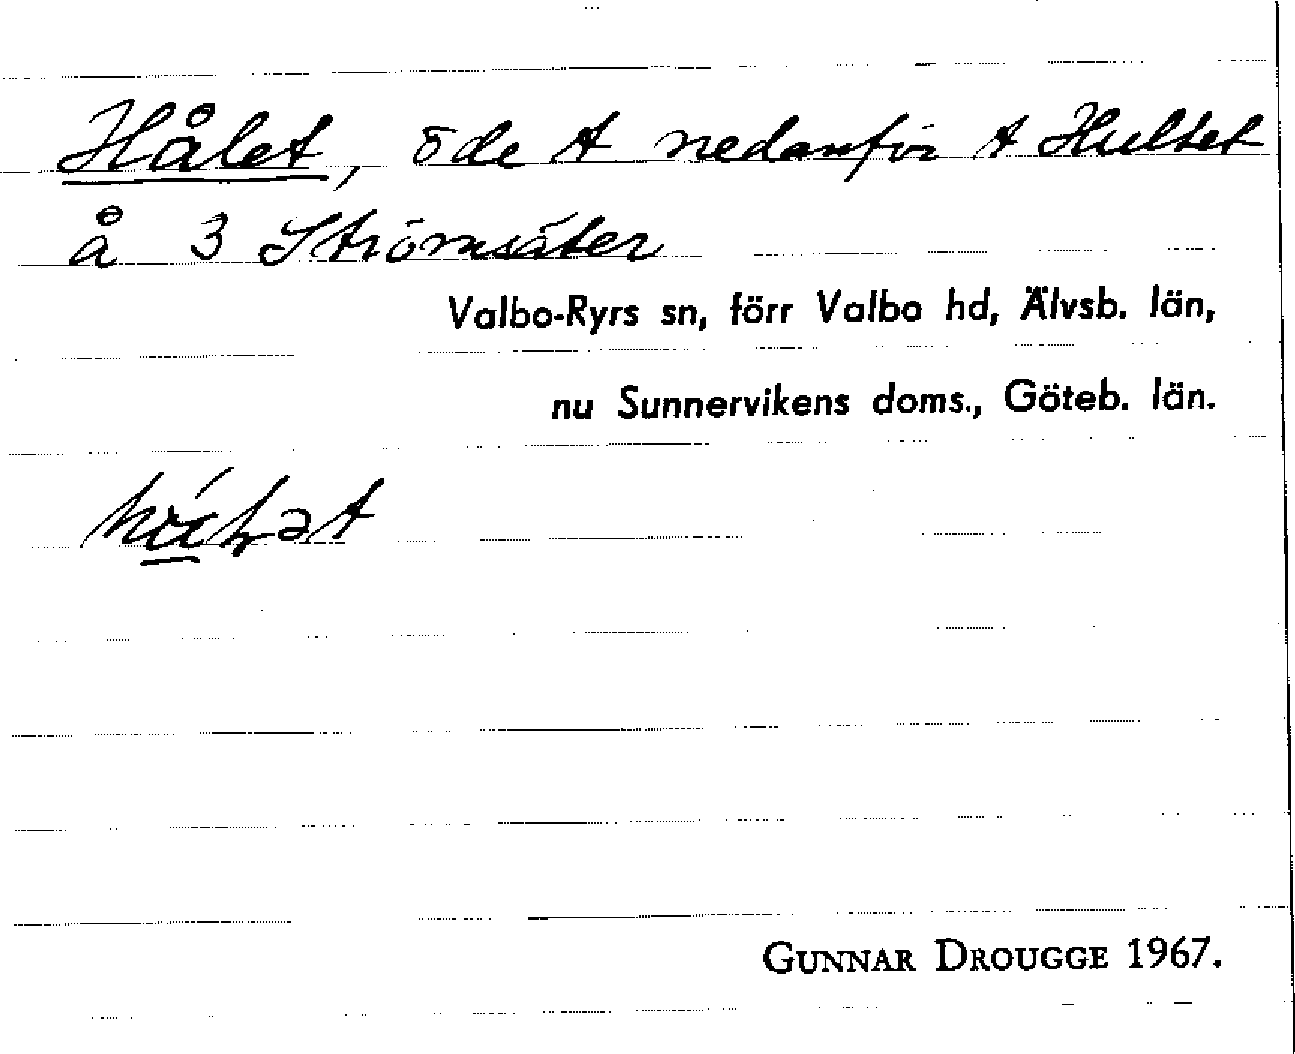 Hålet, öde t nedanför t Hultet
å 3 Strömsäter
Valbo-Ryrs sn, förr Valbo hd, Älvsb. län,
nu Sunnervikens doms., Göteb. län.
GUNNAR DROUGGE 1967.